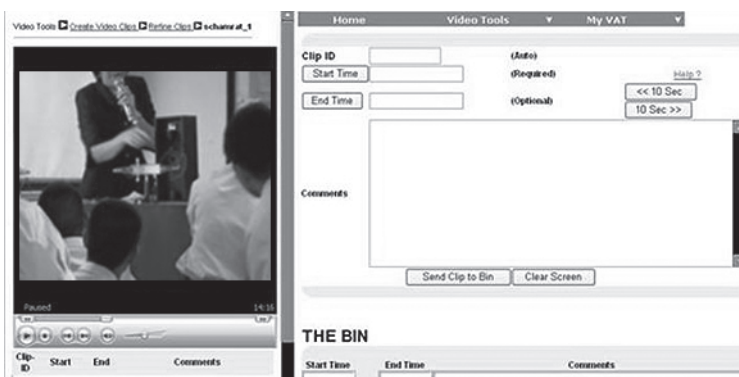 Video Tools Create Video Clips Refine Clips schamrat_1
Paused 14:16
Clip-ID Start End Comments
Home Video Tools My VAT
Clip ID (Auto)
Start Time (Required) Help ?
End Time (Optional) << 10 Sec
10 Sec >>
Comments
Send Clip to Bin Clear Screen
THE BIN
Start Time End Time Comments